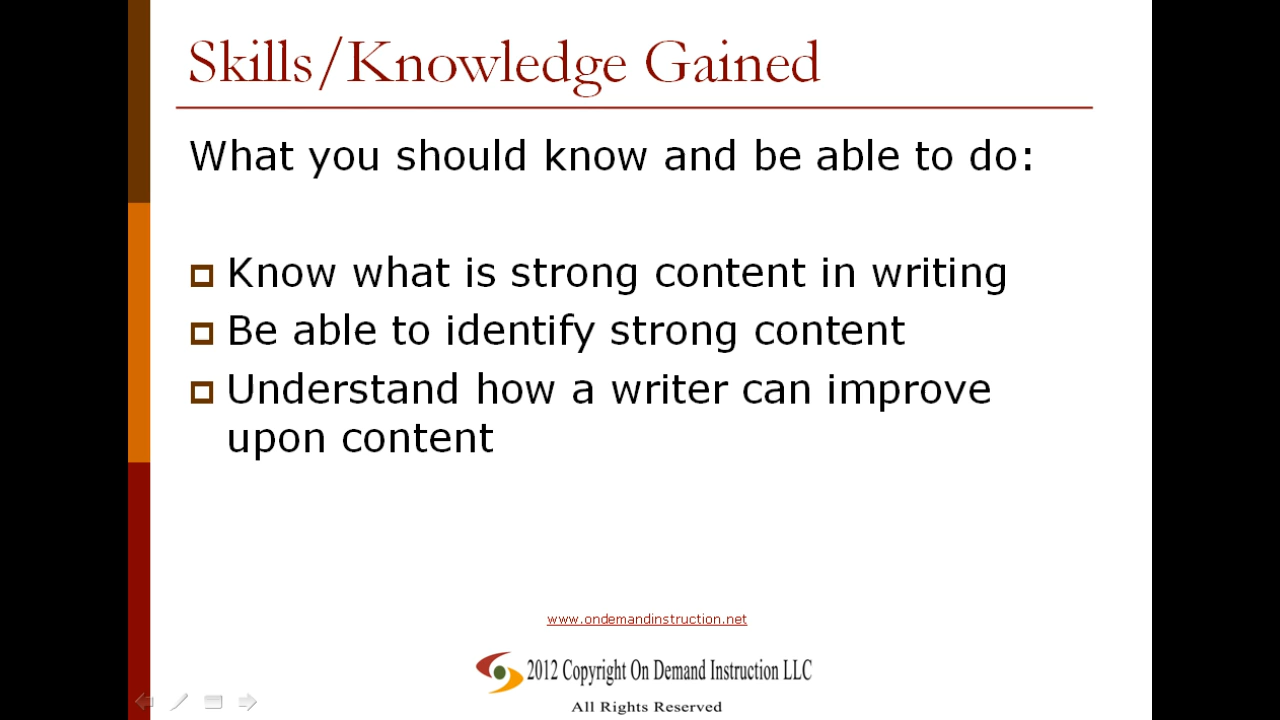 Skills/Knowledge Gained
What you should know and be able to do:
Know what is strong content in writing
Be able to identify strong content
Understand how a writer can improve
upon content
www.ondemandinstruction.net
2012 Copyright On Demand Instruction LLC
All Rights Reserved